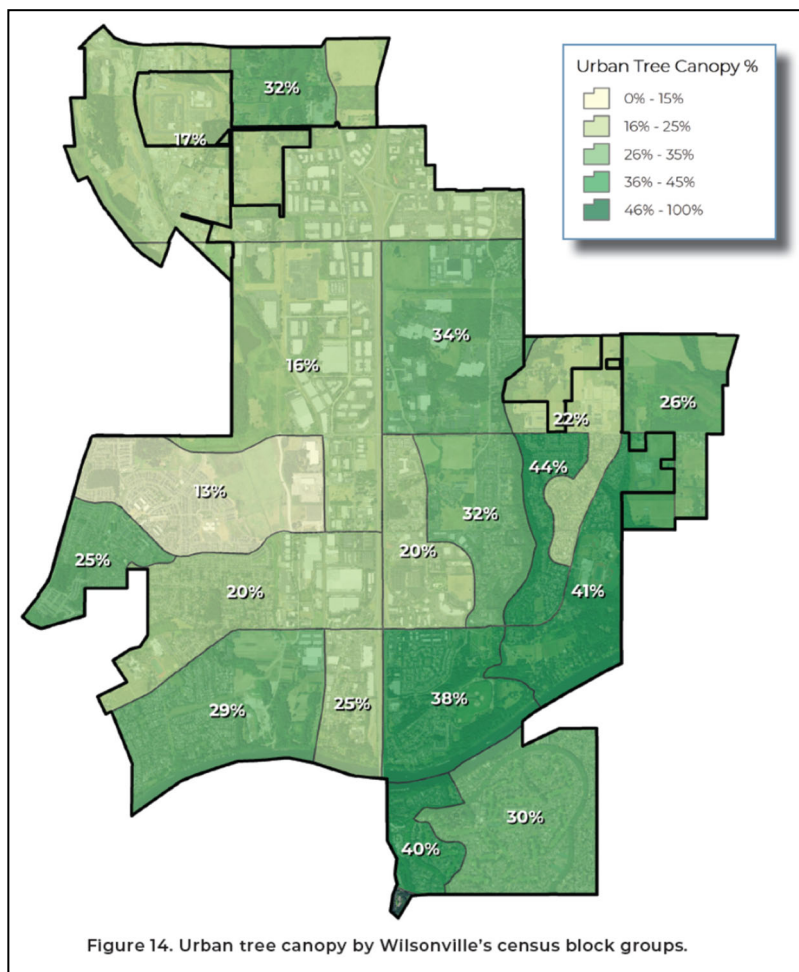 Urban Tree Canopy %
0% - 15%
16% - 25%
26% - 35%
36% - 45%
46% - 100%
32%
17%
34%
16%
26%
22%
44%
13%
32%
25%
20%
41%
20%
38%
29%
25%
30%
40%
Figure 14. Urban tree canopy by Wilsonville's census block groups.